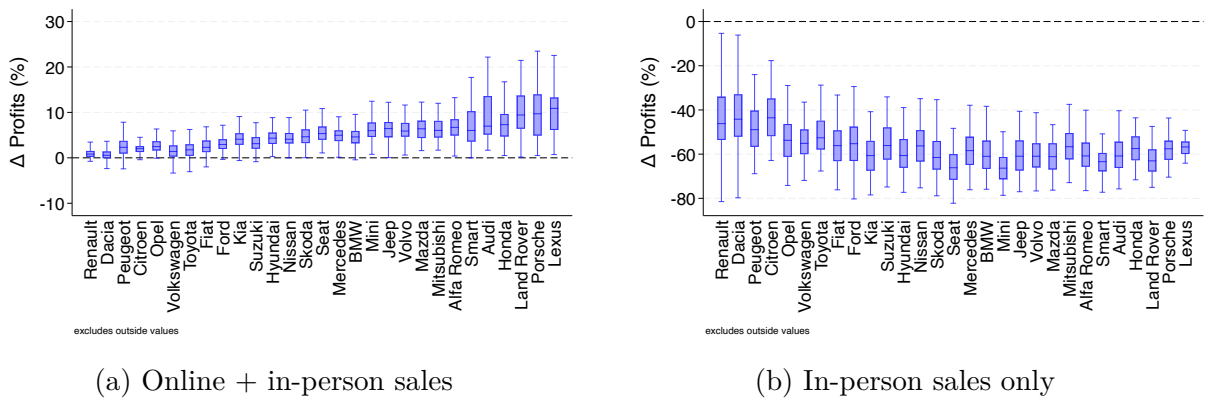 Δ Profits (%)
30
20
10
0
-10
Renault
Dacia
Peugeot
Citroen
Opel
Volkswagen
Toyota
Fiat
Ford
Kia
Suzuki
Hyundai
Nissan
Skoda
Seat
Mercedes
BMW
Mini
Jeep
Volvo
Mazda
Mitsubishi
Alfa Romeo
Smart
Audi
Honda
Land Rover
Porsche
Lexus
excludes outside values
(a) Online + in-person sales
Δ Profits (%)
0
-20
-40
-60
-80
Renault
Dacia
Peugeot
Citroen
Opel
Volkswagen
Toyota
Fiat
Ford
Kia
Suzuki
Hyundai
Nissan
Skoda
Seat
Mercedes
BMW
Mini
Jeep
Volvo
Mazda
Mitsubishi
Alfa Romeo
Smart
Audi
Honda
Land Rover
Porsche
Lexus
excludes outside values
(b) In-person sales only